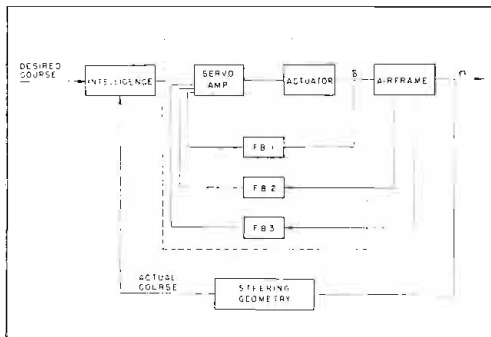 DESIRED
COURSE
INTELLIGENCE
SERVO
AMP
ACTUATOR
δ
AIRFRAME
FB 1
FB 2
FB 3
ACTUAL
COURSE
STEERING
GEOMETRY